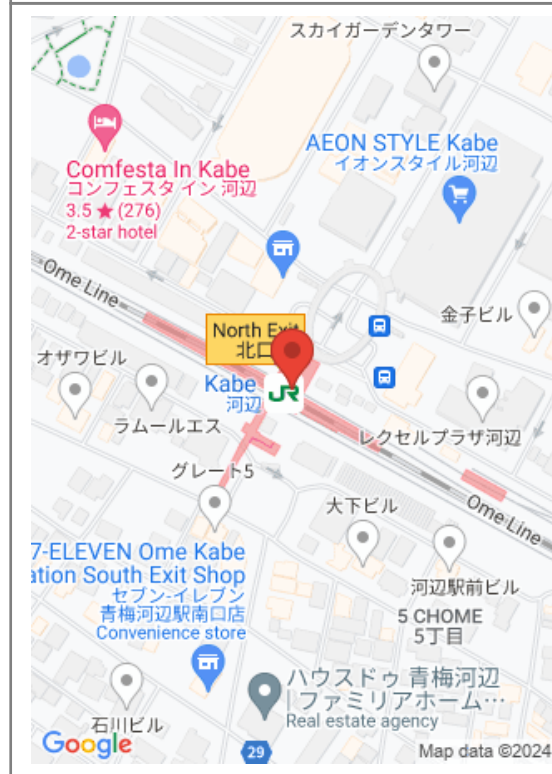 スカイガーデンタワー
AEON STYLE Kabe
イオンスタイル河辺
Comfesta In Kabe
コンフェスタ イン 河辺
3.5 ★ (276)
2-star hotel
Ome Line
金子ビル
North Exit
北口
オザワビル
Kabe
河辺
JR
ラムールエス
レクセルプラザ河辺
グレート5
Ome Line
大下ビル
7-ELEVEN Ome Kabe
ation South Exit Shop
セブン-イレブン
青梅河辺駅南口店
Convenience store
河辺駅前ビル
5 CHOME
5丁目
ハウスドゥ 青梅河辺
| ファミリアホーム…
Real estate agency
石川ビル
Google
29
Map data ©2024